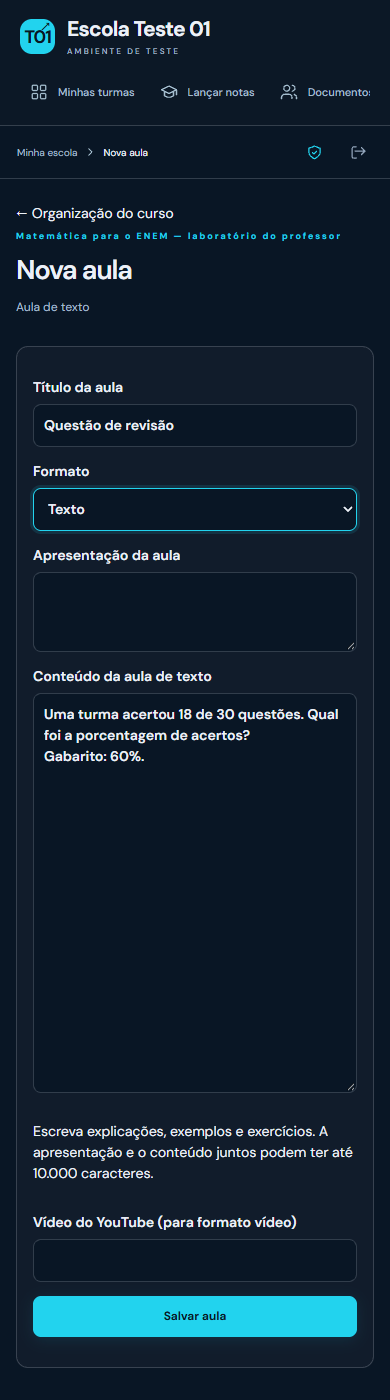 TO1
Escola Teste 01
AMBIENTE DE TESTE
Minhas turmas
Lançar notas
Documentos
Minha escola > Nova aula
← Organização do curso
Matemática para o ENEM — laboratório do professor
Nova aula
Aula de texto
Título da aula
Questão de revisão
Formato
Texto
Apresentação da aula
Conteúdo da aula de texto
Uma turma acertou 18 de 30 questões. Qual
foi a porcentagem de acertos?
Gabarito: 60%.
Escreva explicações, exemplos e exercícios. A
apresentação e o conteúdo juntos podem ter até
10.000 caracteres.
Vídeo do YouTube (para formato vídeo)
Salvar aula